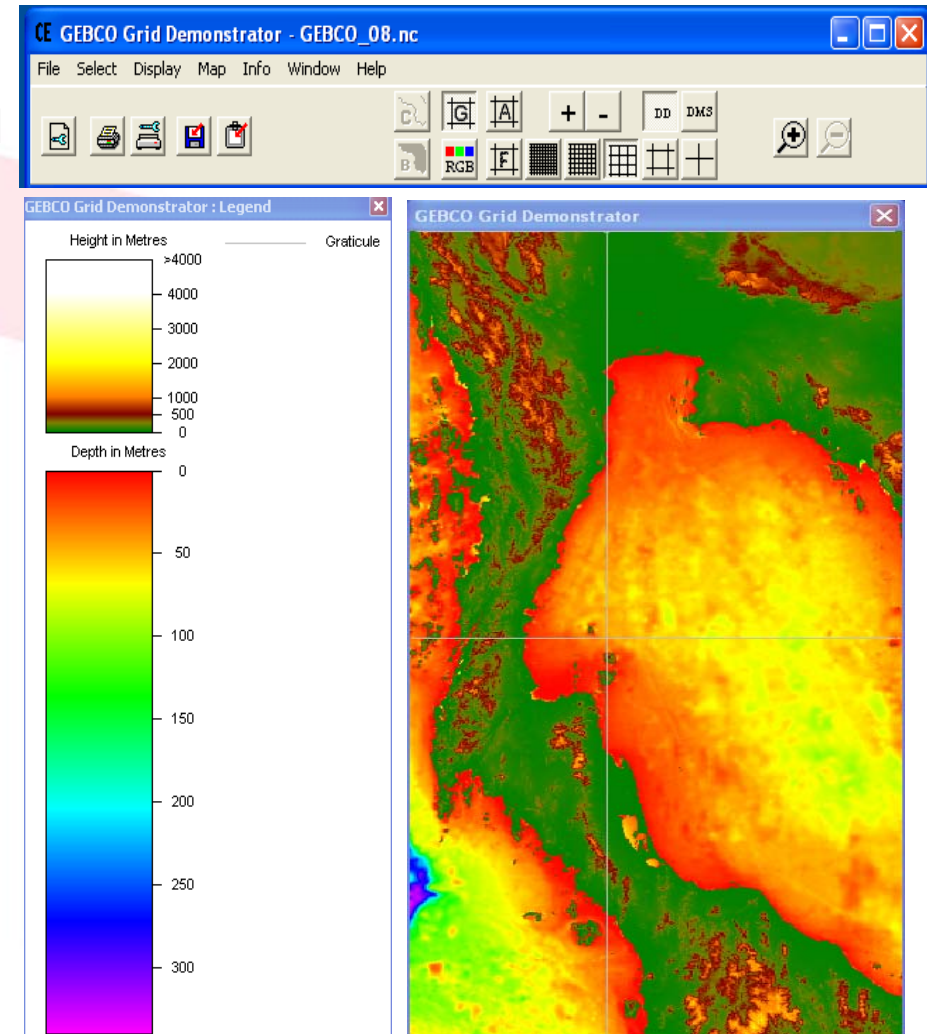 CE GEBCO Grid Demonstrator - GEBCO_08.nc
File Select Display Map Info Window Help
C G A + - DD DMS
B RGB F
GEBCO Grid Demonstrator : Legend
Height in Metres Graticule
>4000
4000
3000
2000
1000
500
0
Depth in Metres
0
50
100
150
200
250
300
GEBCO Grid Demonstrator